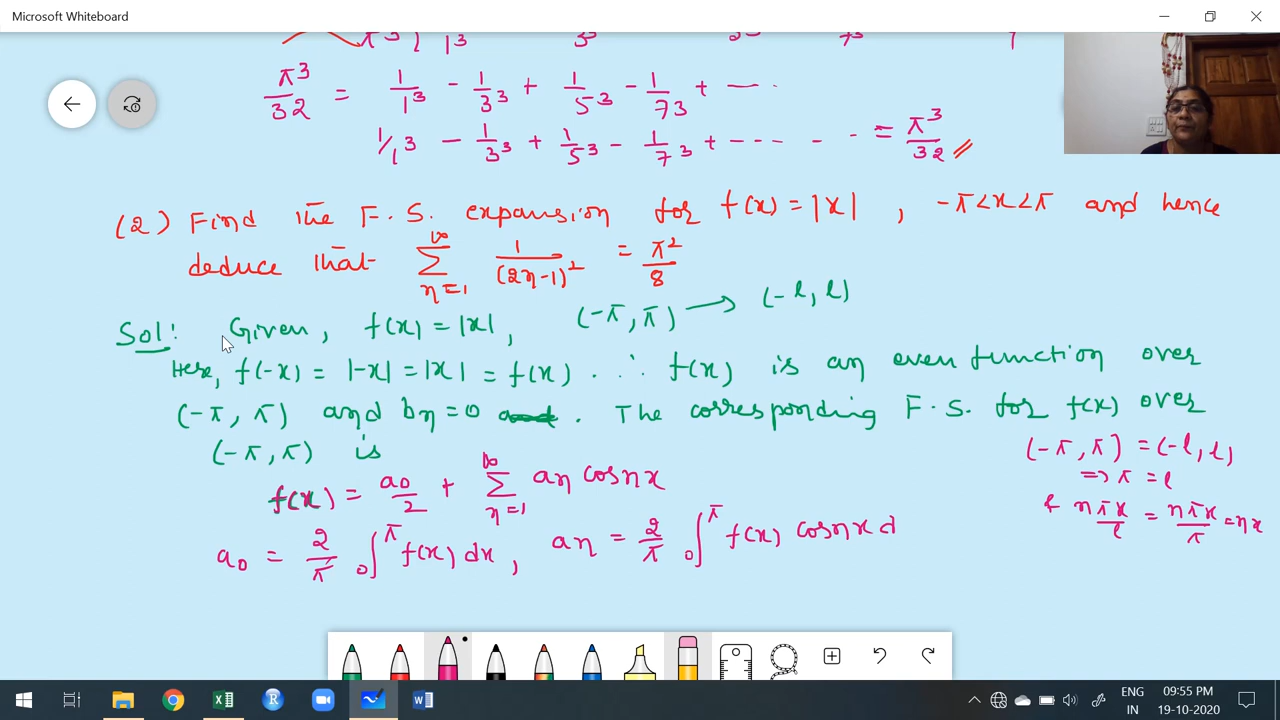 Microsoft Whiteboard
π³/32 = 1/1³ - 1/3³ + 1/5³ - 1/7³ + — · ·
1/1³ - 1/3³ + 1/5³ - 1/7³ + --- - - · = π³/32 //
(2) Find the F.S. expansion for f(x) = |x| , -π<x<π and hence
deduce that ∑_{n=1}^{∞} 1/(2n-1)² = π²/8
Sol: Given, f(x) = |x|, (-π, π) → (-l, l)
Here, f(-x) = |-x| = |x| = f(x) . ∴ f(x) is an even function over
(-π, π) and bn=0 . The corresponding F.S. for f(x) over
(-π, π) is
(-π, π) = (-l, l)
⇒ π = l
& nπx/l = nπx/π = nx
f(x) = a0/2 + ∑_{n=1}^{∞} an cosnx
a0 = 2/π ∫_0^π f(x) dx, an = 2/π ∫_0^π f(x) cosnx d
ENG
IN
09:55 PM
19-10-2020